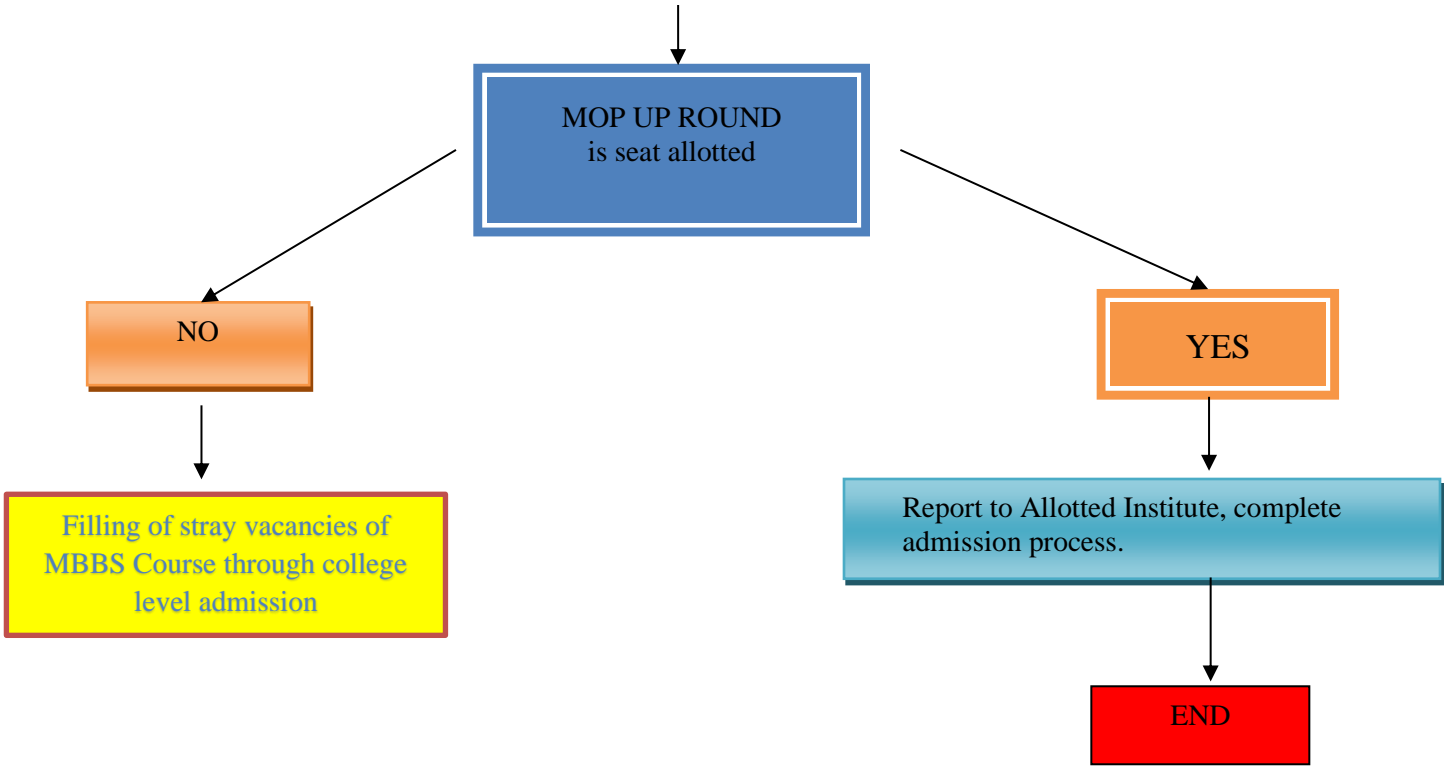 MOP UP ROUND
is seat allotted
NO
YES
Filling of stray vacancies of
MBBS Course through college
level admission
Report to Allotted Institute, complete
admission process.
END